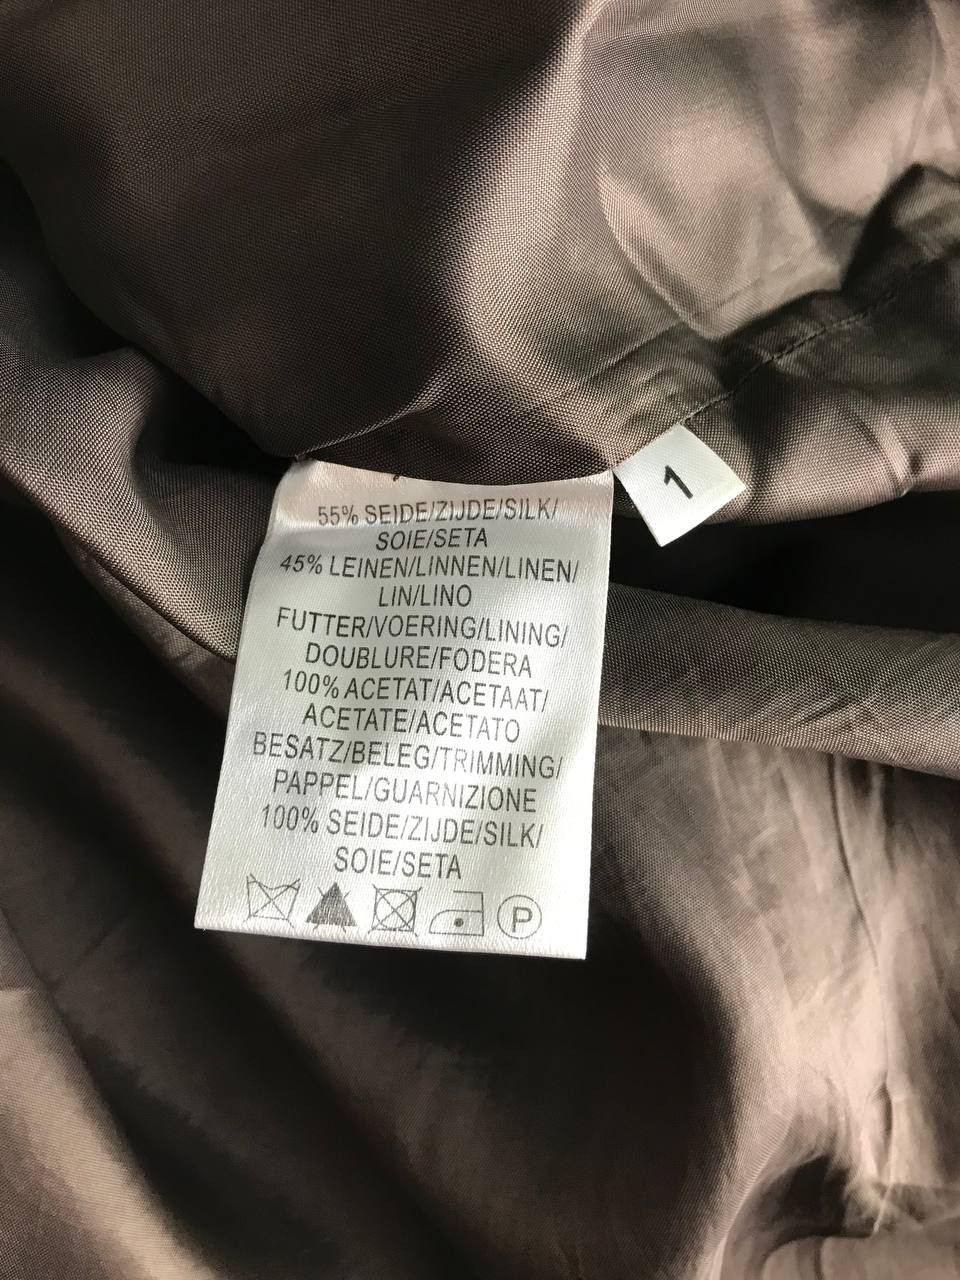 55% SEIDE/ZIJDE/SILK/
SOIE/SETA
45% LEINEN/LINNEN/LINEN/
LIN/LINO
FUTTER/VOERING/LINING/
DOUBLURE/FODERA
100% ACETAT/ACETAAT/
ACETATE/ACETATO
BESATZ/BELEG/TRIMMING/
PAPPEL/GUARNIZIONE
100% SEIDE/ZIJDE/SILK/
SOIE/SETA
P
1